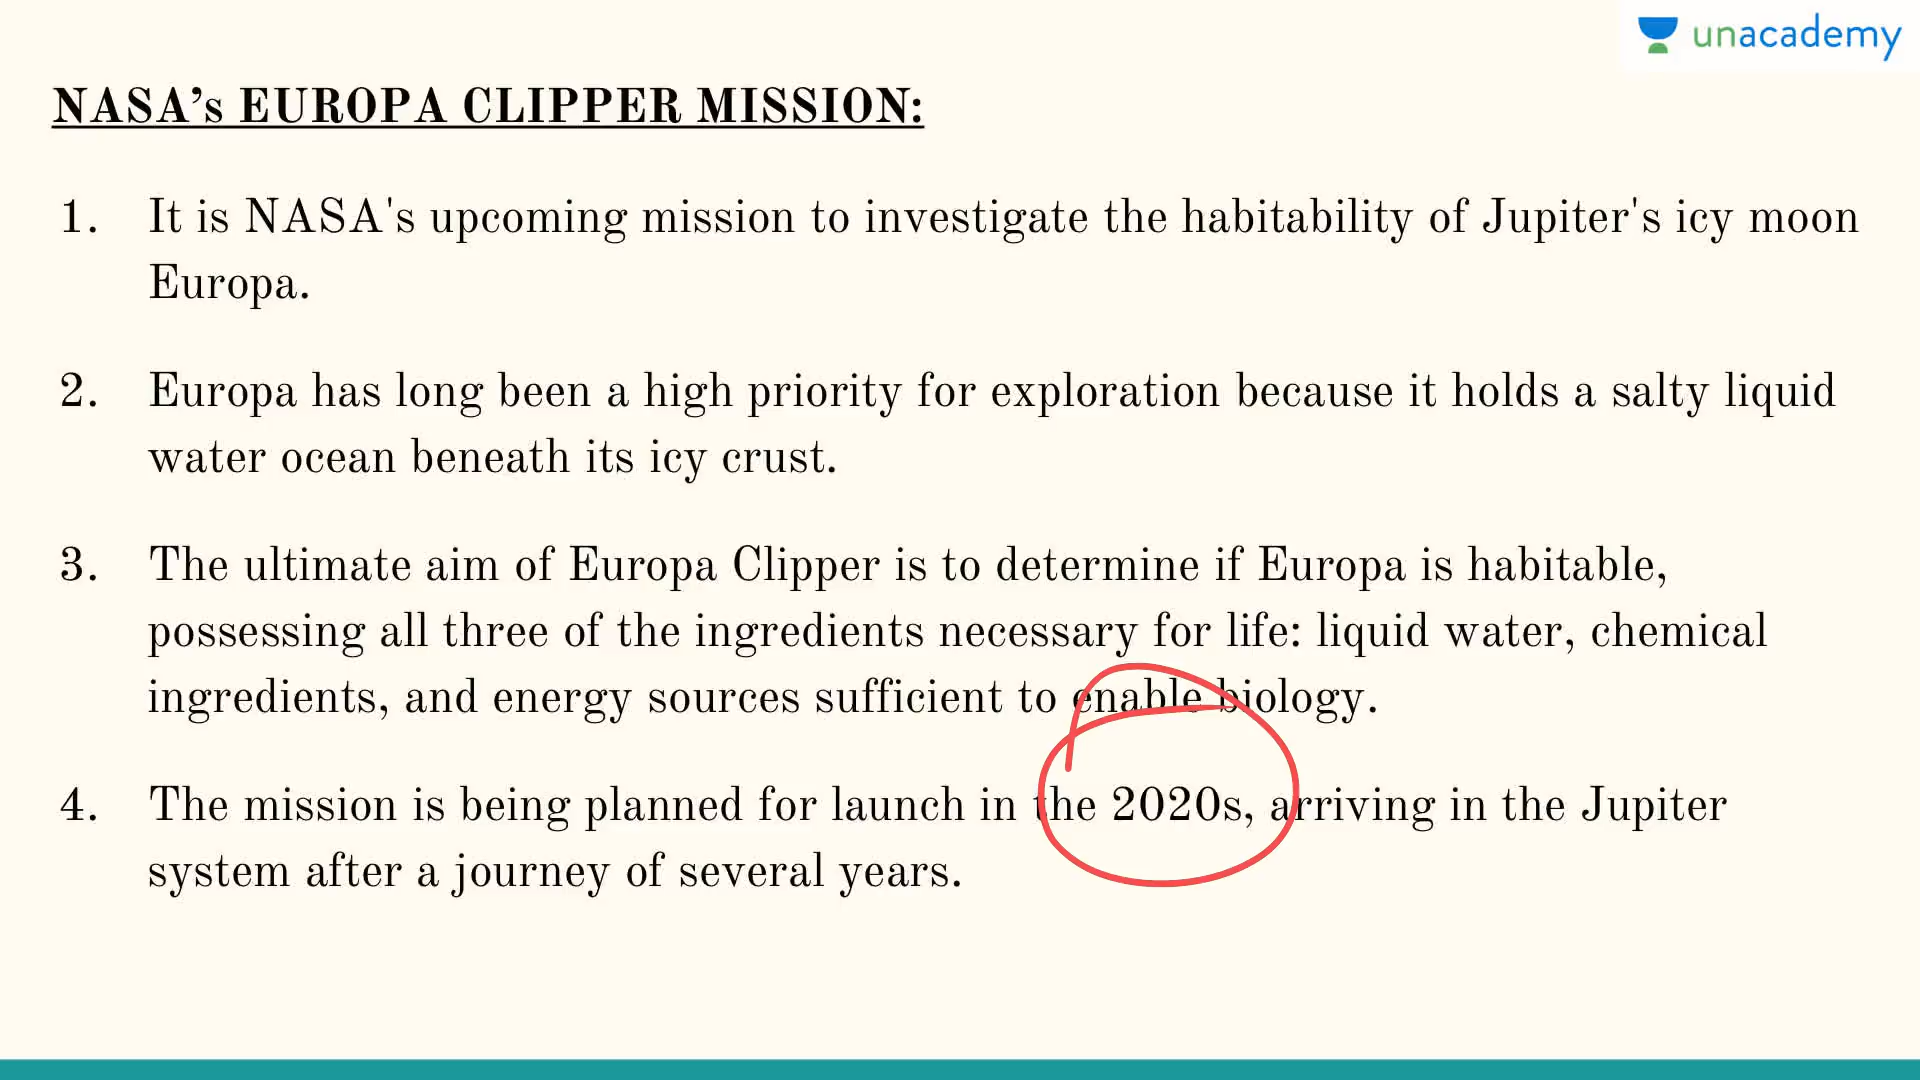 unacademy
NASA’s EUROPA CLIPPER MISSION:
1. It is NASA's upcoming mission to investigate the habitability of Jupiter's icy moon
Europa.
2. Europa has long been a high priority for exploration because it holds a salty liquid
water ocean beneath its icy crust.
3. The ultimate aim of Europa Clipper is to determine if Europa is habitable,
possessing all three of the ingredients necessary for life: liquid water, chemical
ingredients, and energy sources sufficient to enable biology.
4. The mission is being planned for launch in the 2020s, arriving in the Jupiter
system after a journey of several years.